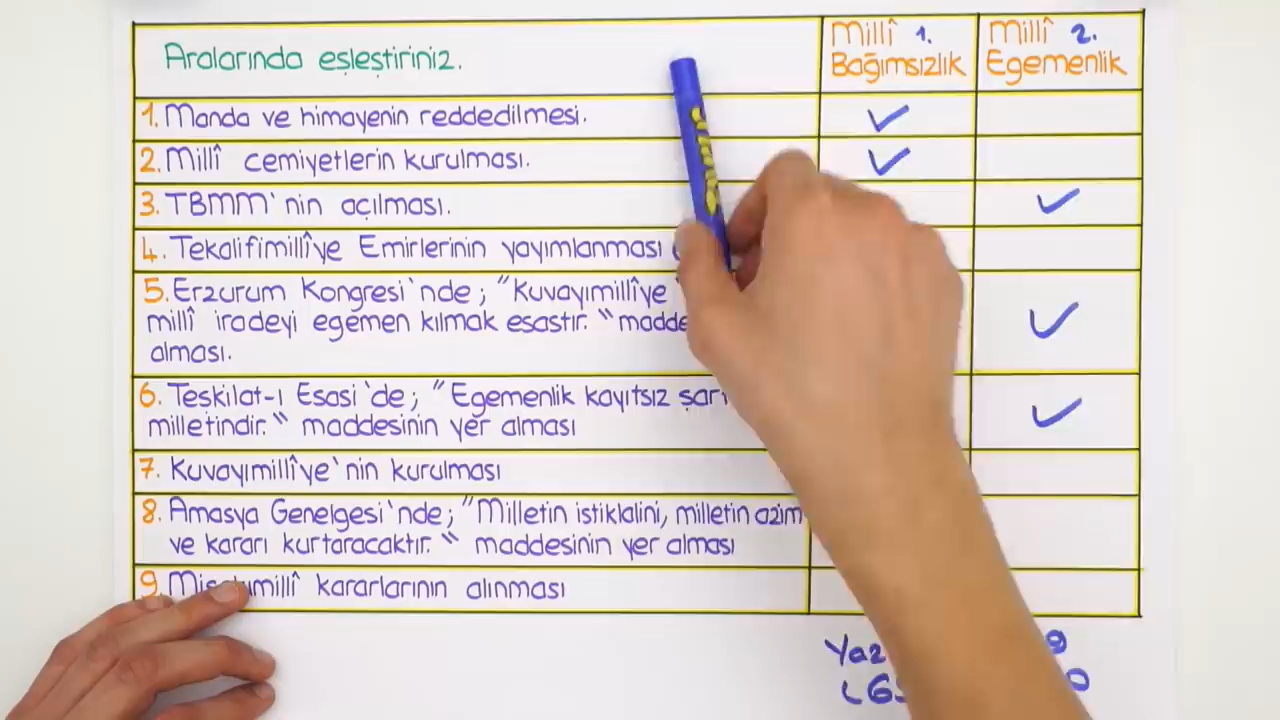 Aralarında eşleştiriniz.
Millî 1.
Bağımsızlık
Millî 2.
Egemenlik
1. Manda ve himayenin reddedilmesi.
2. Millî cemiyetlerin kurulması.
3. TBMM'nin açılması.
4. Tekalifimillîye Emirlerinin yayımlanması
5. Erzurum Kongresi'nde; "Kuvayımillîye
millî iradeyi egemen kılmak esastır."
alması.
6. Teşkilat-ı Esasi'de; "Egemenlik kayıtsız
milletindir." maddesinin yer alması
7. Kuvayımillîye'nin kurulması
8. Amasya Genelgesi'nde; "Milletin istiklalini, milletin azim
ve kararı kurtaracaktır." maddesinin yer alması
9. kararlarının alınması